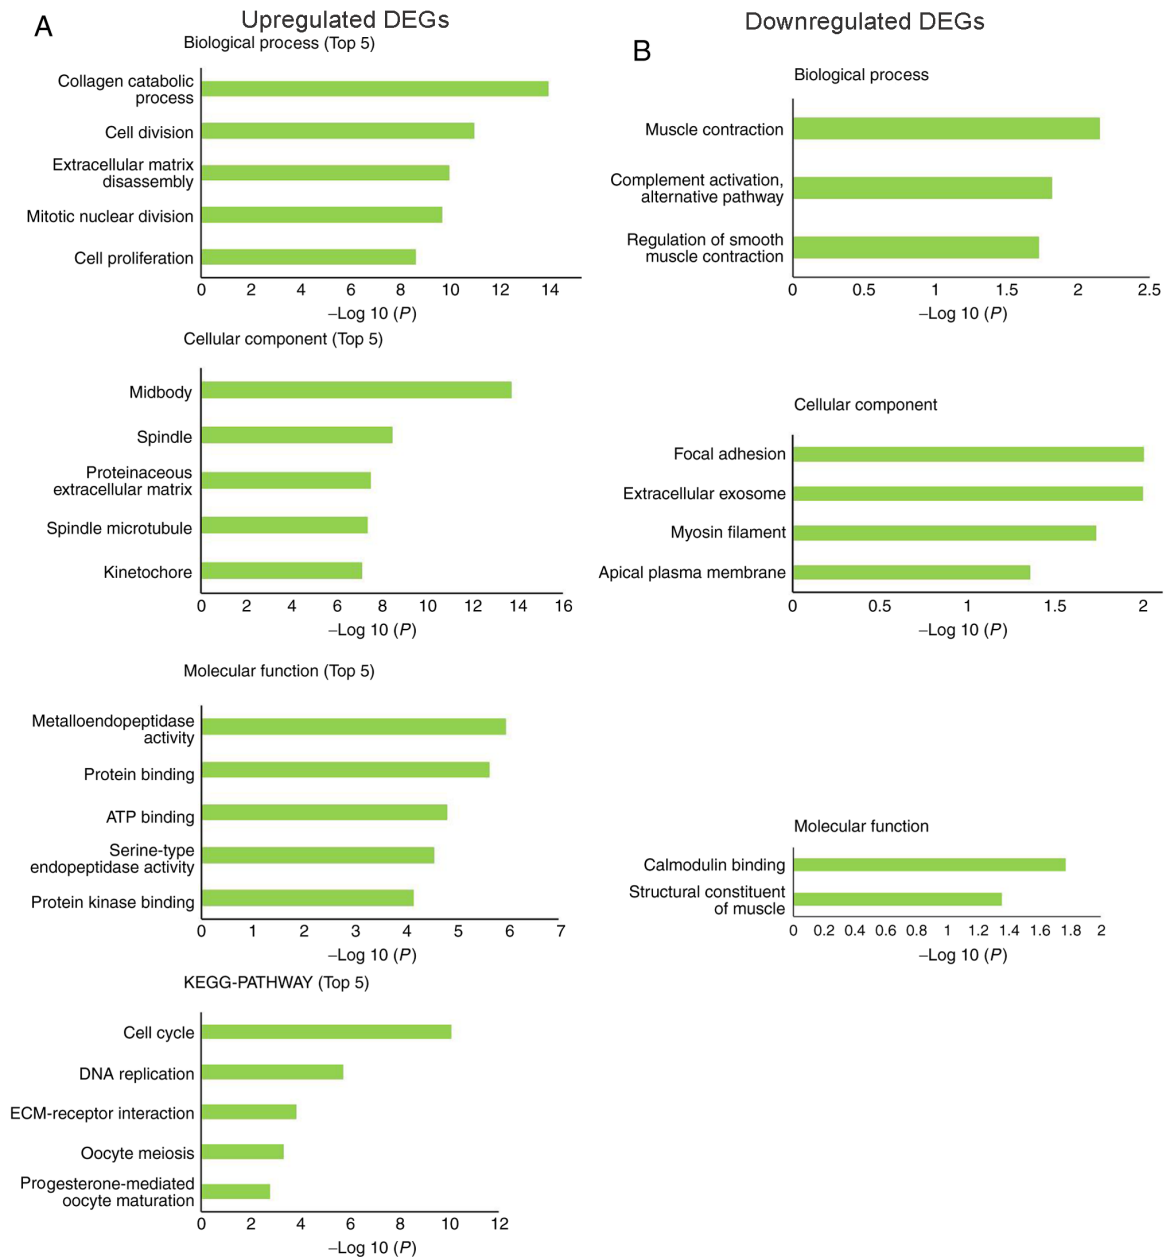 A
Upregulated DEGs
Biological process (Top 5)
Collagen catabolic
process
Cell division
Extracellular matrix
disassembly
Mitotic nuclear division
Cell proliferation
0 2 4 6 8 10 12 14
–Log 10 (P)
Cellular component (Top 5)
Midbody
Spindle
Proteinaceous
extracellular matrix
Spindle microtubule
Kinetochore
0 2 4 6 8 10 12 14 16
–Log 10 (P)
Molecular function (Top 5)
Metalloendopeptidase
activity
Protein binding
ATP binding
Serine-type
endopeptidase activity
Protein kinase binding
0 1 2 3 4 5 6 7
–Log 10 (P)
KEGG-PATHWAY (Top 5)
Cell cycle
DNA replication
ECM-receptor interaction
Oocyte meiosis
Progesterone-mediated
oocyte maturation
0 2 4 6 8 10 12
–Log 10 (P)
Downregulated DEGs
B
Biological process
Muscle contraction
Complement activation,
alternative pathway
Regulation of smooth
muscle contraction
0 0.5 1 1.5 2 2.5
–Log 10 (P)
Cellular component
Focal adhesion
Extracellular exosome
Myosin filament
Apical plasma membrane
0 0.5 1 1.5 2
–Log 10 (P)
Molecular function
Calmodulin binding
Structural constituent
of muscle
0 0.2 0.4 0.6 0.8 1 1.2 1.4 1.6 1.8 2
–Log 10 (P)